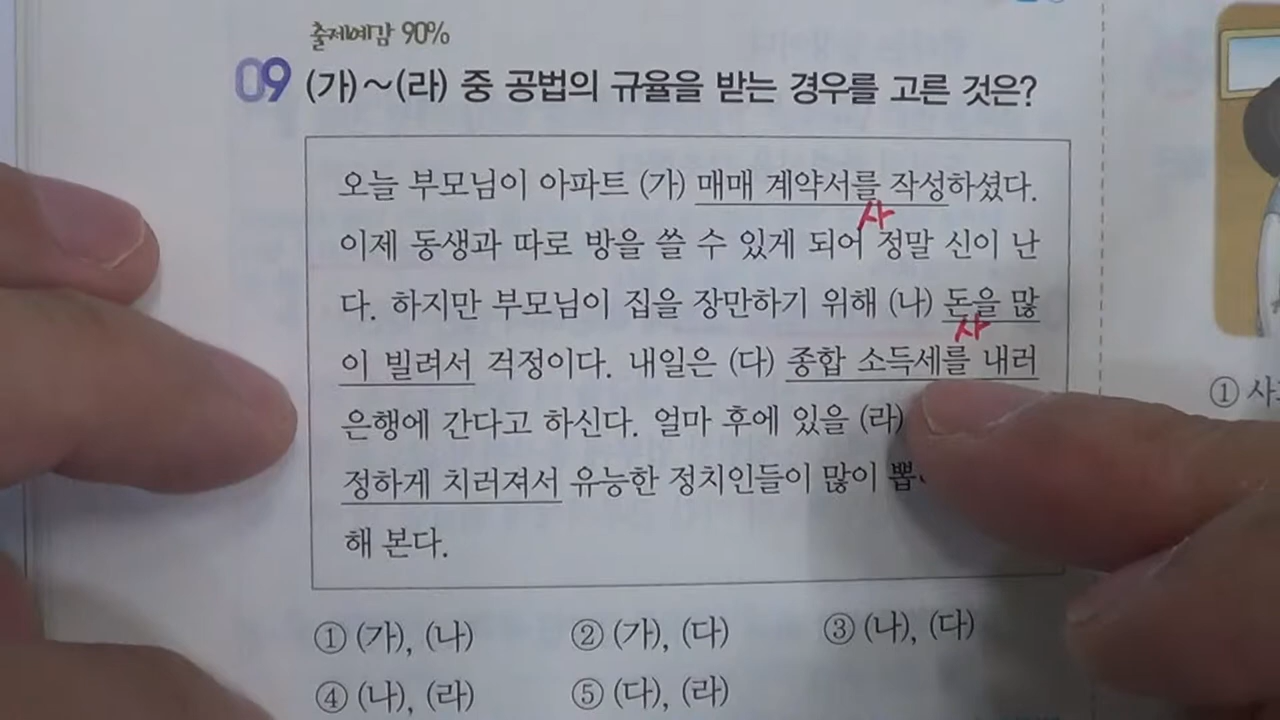 출제예감 90%
09 (가)~(라) 중 공법의 규율을 받는 경우를 고른 것은?
오늘 부모님이 아파트 (가) 매매 계약서를 작성하셨다.
사
이제 동생과 따로 방을 쓸 수 있게 되어 정말 신이 난
다. 하지만 부모님이 집을 장만하기 위해 (나) 돈을 많
사
이 빌려서 걱정이다. 내일은 (다) 종합 소득세를 내러
은행에 간다고 하신다. 얼마 후에 있을 (라)
정하게 치러져서 유능한 정치인들이 많이
해 본다.
① (가), (나) ② (가), (다) ③ (나), (다)
④ (나), (라) ⑤ (다), (라)
①